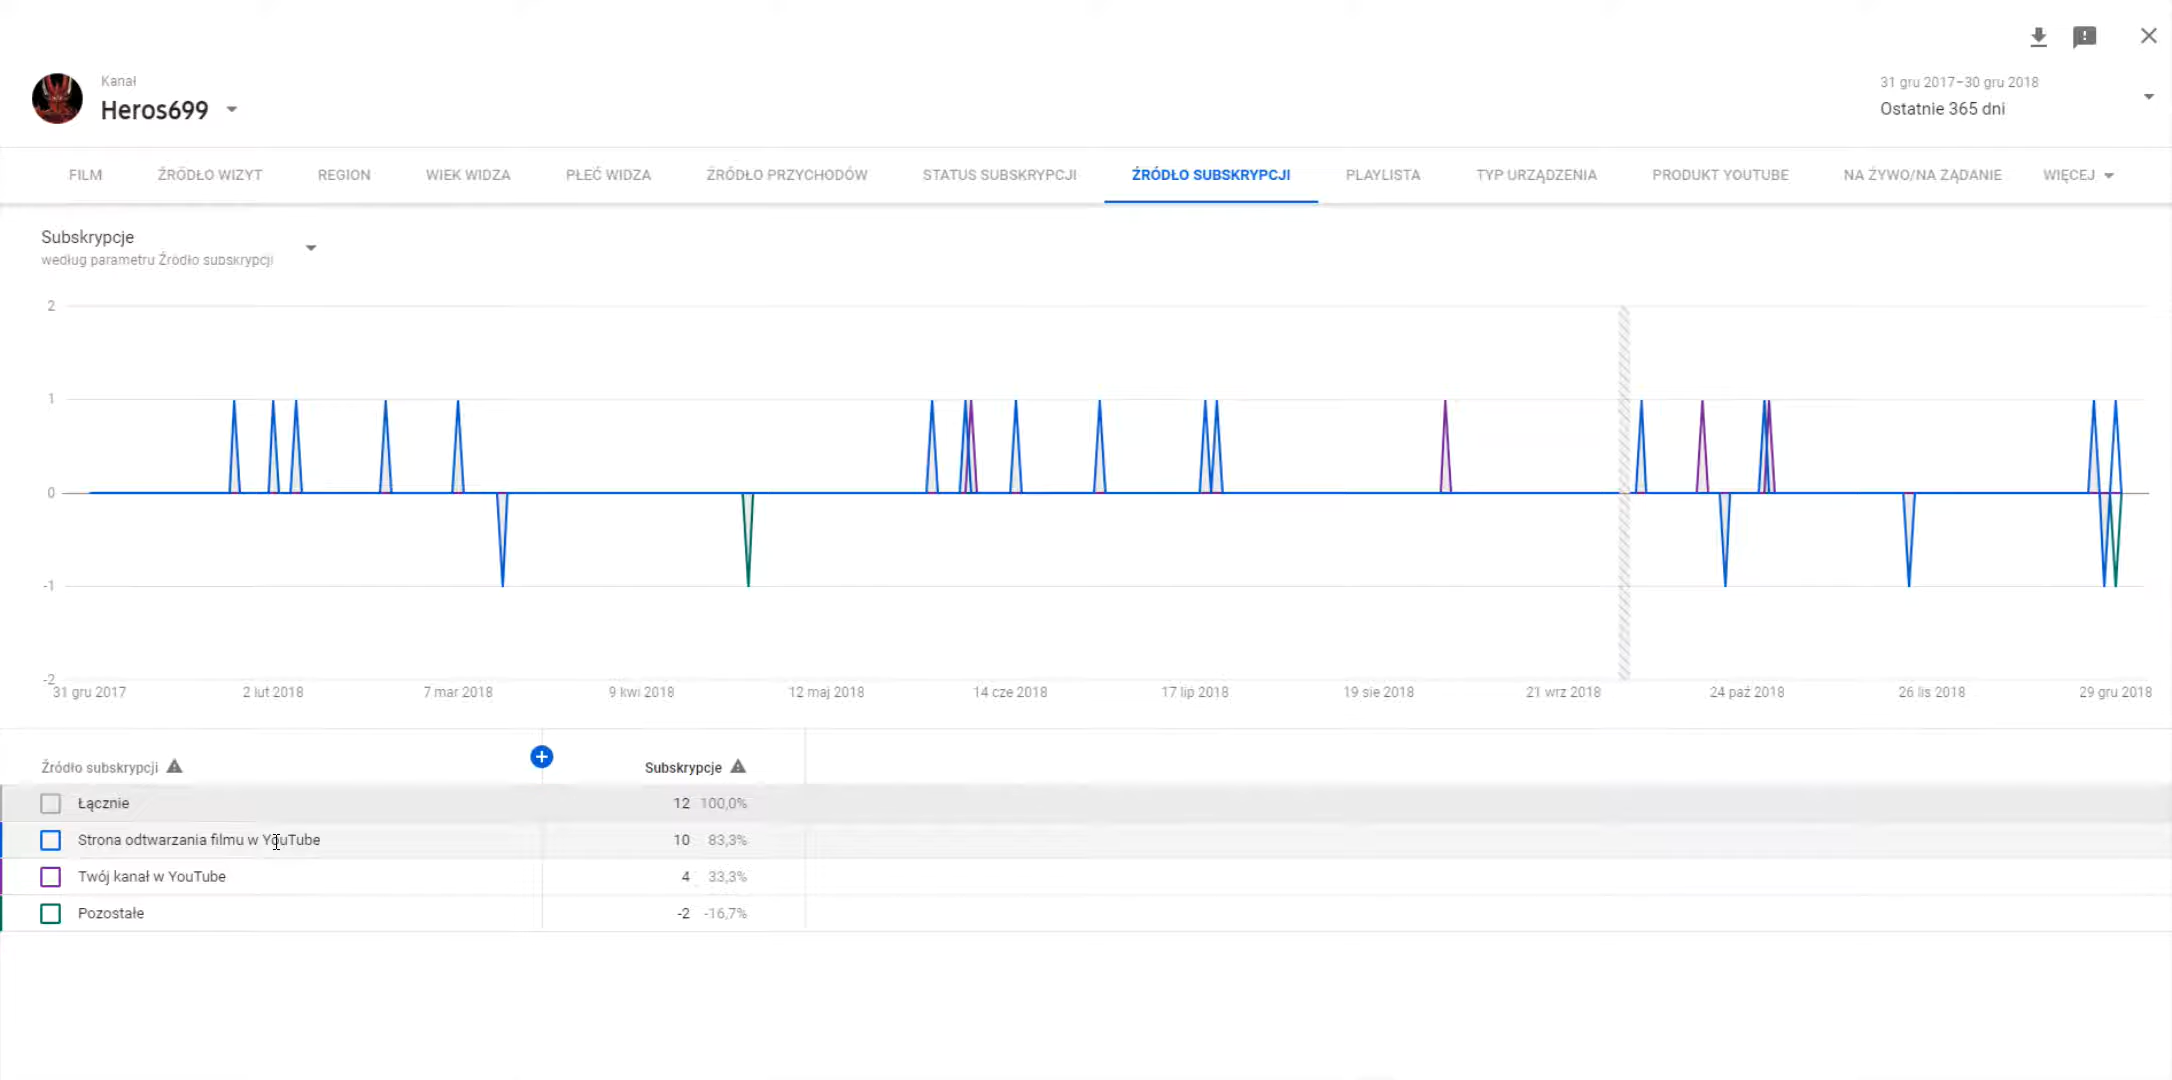 Kanał
Heros699
31 gru 2017–30 gru 2018
Ostatnie 365 dni
FILM ŹRÓDŁO WIZYT REGION WIEK WIDZA PŁEĆ WIDZA ŹRÓDŁO PRZYCHODÓW STATUS SUBSKRYPCJI ŹRÓDŁO SUBSKRYPCJI PLAYLISTA TYP URZĄDZENIA PRODUKT YOUTUBE NA ŻYWO/NA ŻĄDANIE WIĘCEJ
Subskrypcje
według parametru Źródło subskrypcji
2
1
0
-1
-2
31 gru 2017 2 lut 2018 7 mar 2018 9 kwi 2018 12 maj 2018 14 cze 2018 17 lip 2018 19 sie 2018 21 wrz 2018 24 paź 2018 26 lis 2018 29 gru 2018
Źródło subskrypcji Subskrypcje
Łącznie 12 100,0%
Strona odtwarzania filmu w YouTube 10 83,3%
Twój kanał w YouTube 4 33,3%
Pozostałe -2 -16,7%